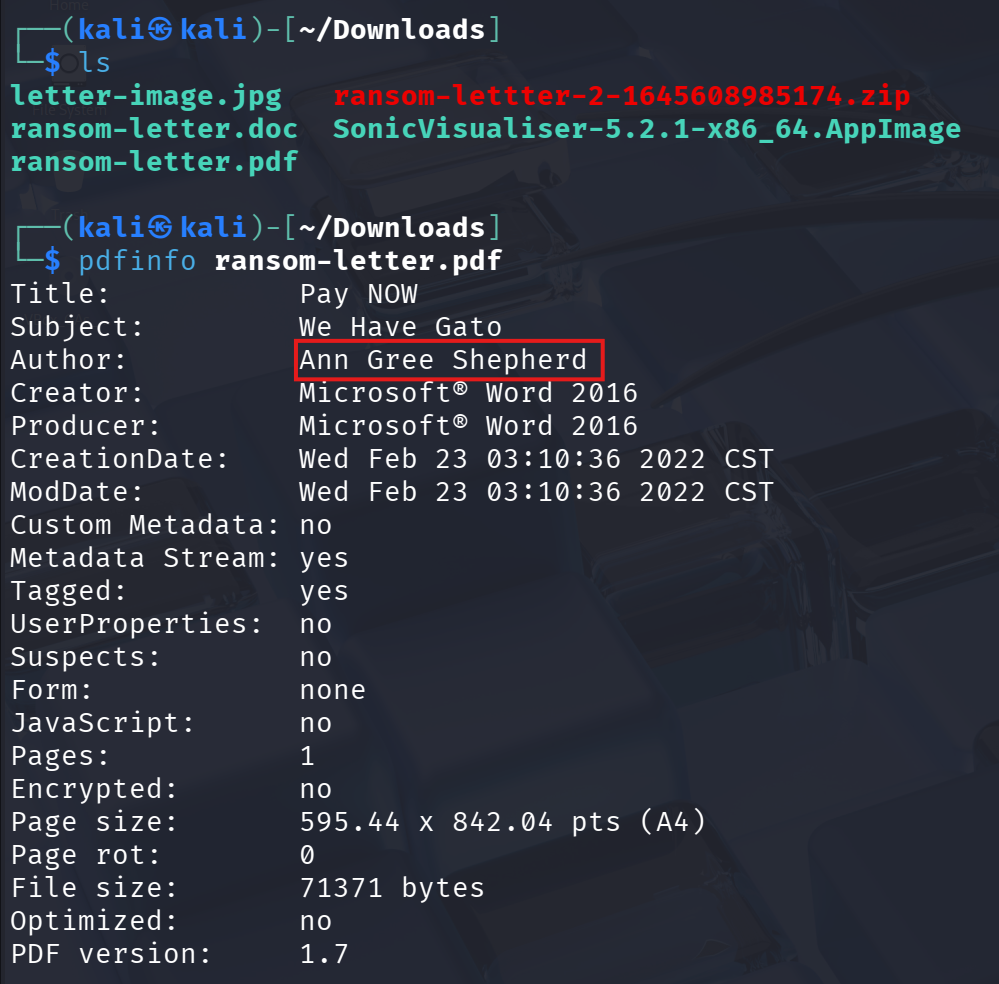 ┌──(kali㉿kali)-[~/Downloads]
└─$ ls
letter-image.jpg   ransom-lettter-2-1645608985174.zip
ransom-letter.doc  SonicVisualiser-5.2.1-x86_64.AppImage
ransom-letter.pdf
┌──(kali㉿kali)-[~/Downloads]
└─$ pdfinfo ransom-letter.pdf
Title:           Pay NOW
Subject:         We Have Gato
Author:          Ann Gree Shepherd
Creator:         Microsoft® Word 2016
Producer:        Microsoft® Word 2016
CreationDate:    Wed Feb 23 03:10:36 2022 CST
ModDate:         Wed Feb 23 03:10:36 2022 CST
Custom Metadata: no
Metadata Stream: yes
Tagged:          yes
UserProperties:  no
Suspects:        no
Form:            none
JavaScript:      no
Pages:           1
Encrypted:       no
Page size:       595.44 x 842.04 pts (A4)
Page rot:        0
File size:       71371 bytes
Optimized:       no
PDF version:     1.7